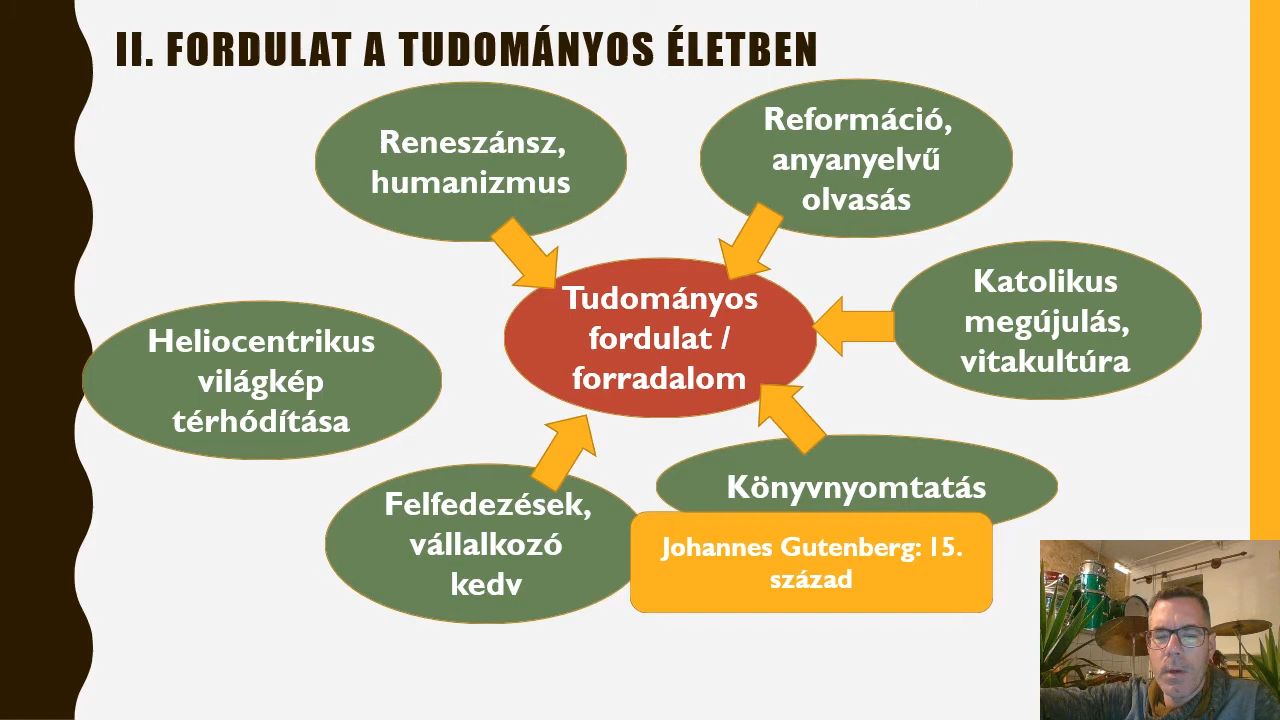 II. FORDULAT A TUDOMÁNYOS ÉLETBEN
Reneszánsz,
humanizmus
Reformáció,
anyanyelvű
olvasás
Tudományos
fordulat /
forradalom
Katolikus
megújulás,
vitakultúra
Heliocentrikus
világkép
térhódítása
Felfedezések,
vállalkozó
kedv
Könyvnyomtatás
Johannes Gutenberg: 15.
század